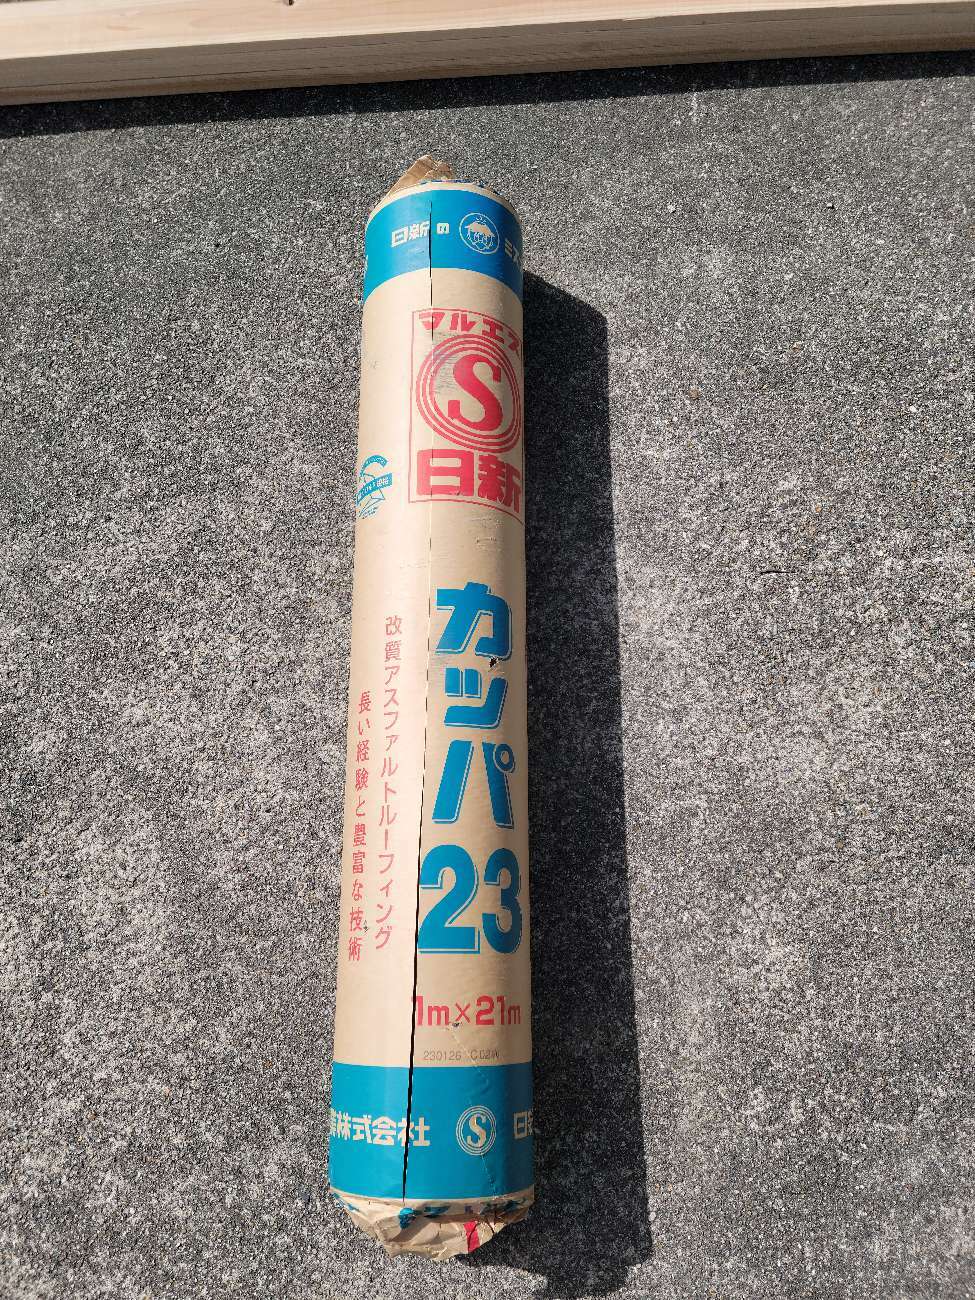 日新の
マルエス
S
日新
カッパ
23
改質アスファルトルーフィング
長い経験と豊富な技術
1m×21m
230126 C02W
株式会社
S